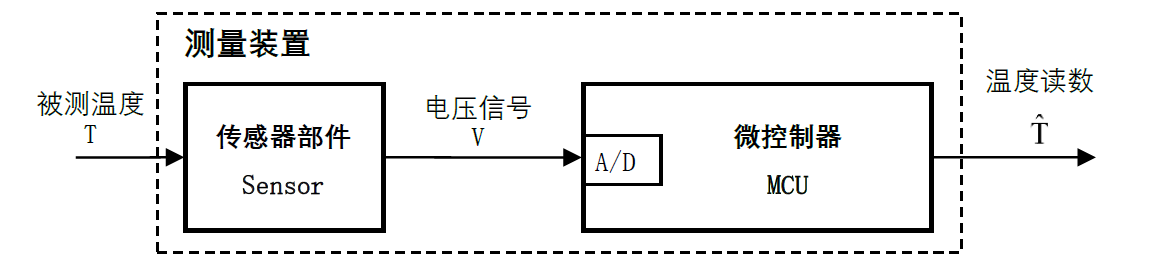 测量装置
被测温度
T
传感器部件
Sensor
电压信号
V
A/D
微控制器
MCU
温度读数
T̂